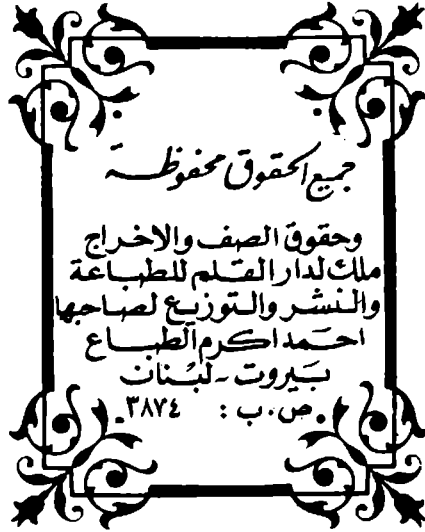 جميع الحقوق محفوظة
وحقوق الصف والاخراج
ملك لدار القلم للطباعة
والنشر والتوزيع لصاحبها
احمد اكرم الطباع
بيروت - لبنان
ص.ب : ٣٨٧٤